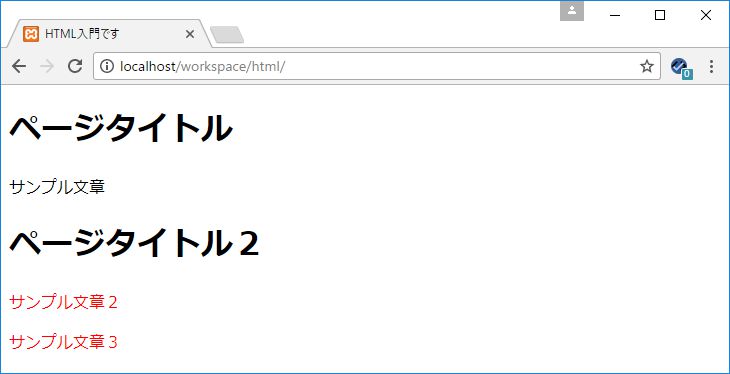 HTML入門です
localhost/workspace/html/
0
ページタイトル
サンプル文章
ページタイトル２
サンプル文章２
サンプル文章３